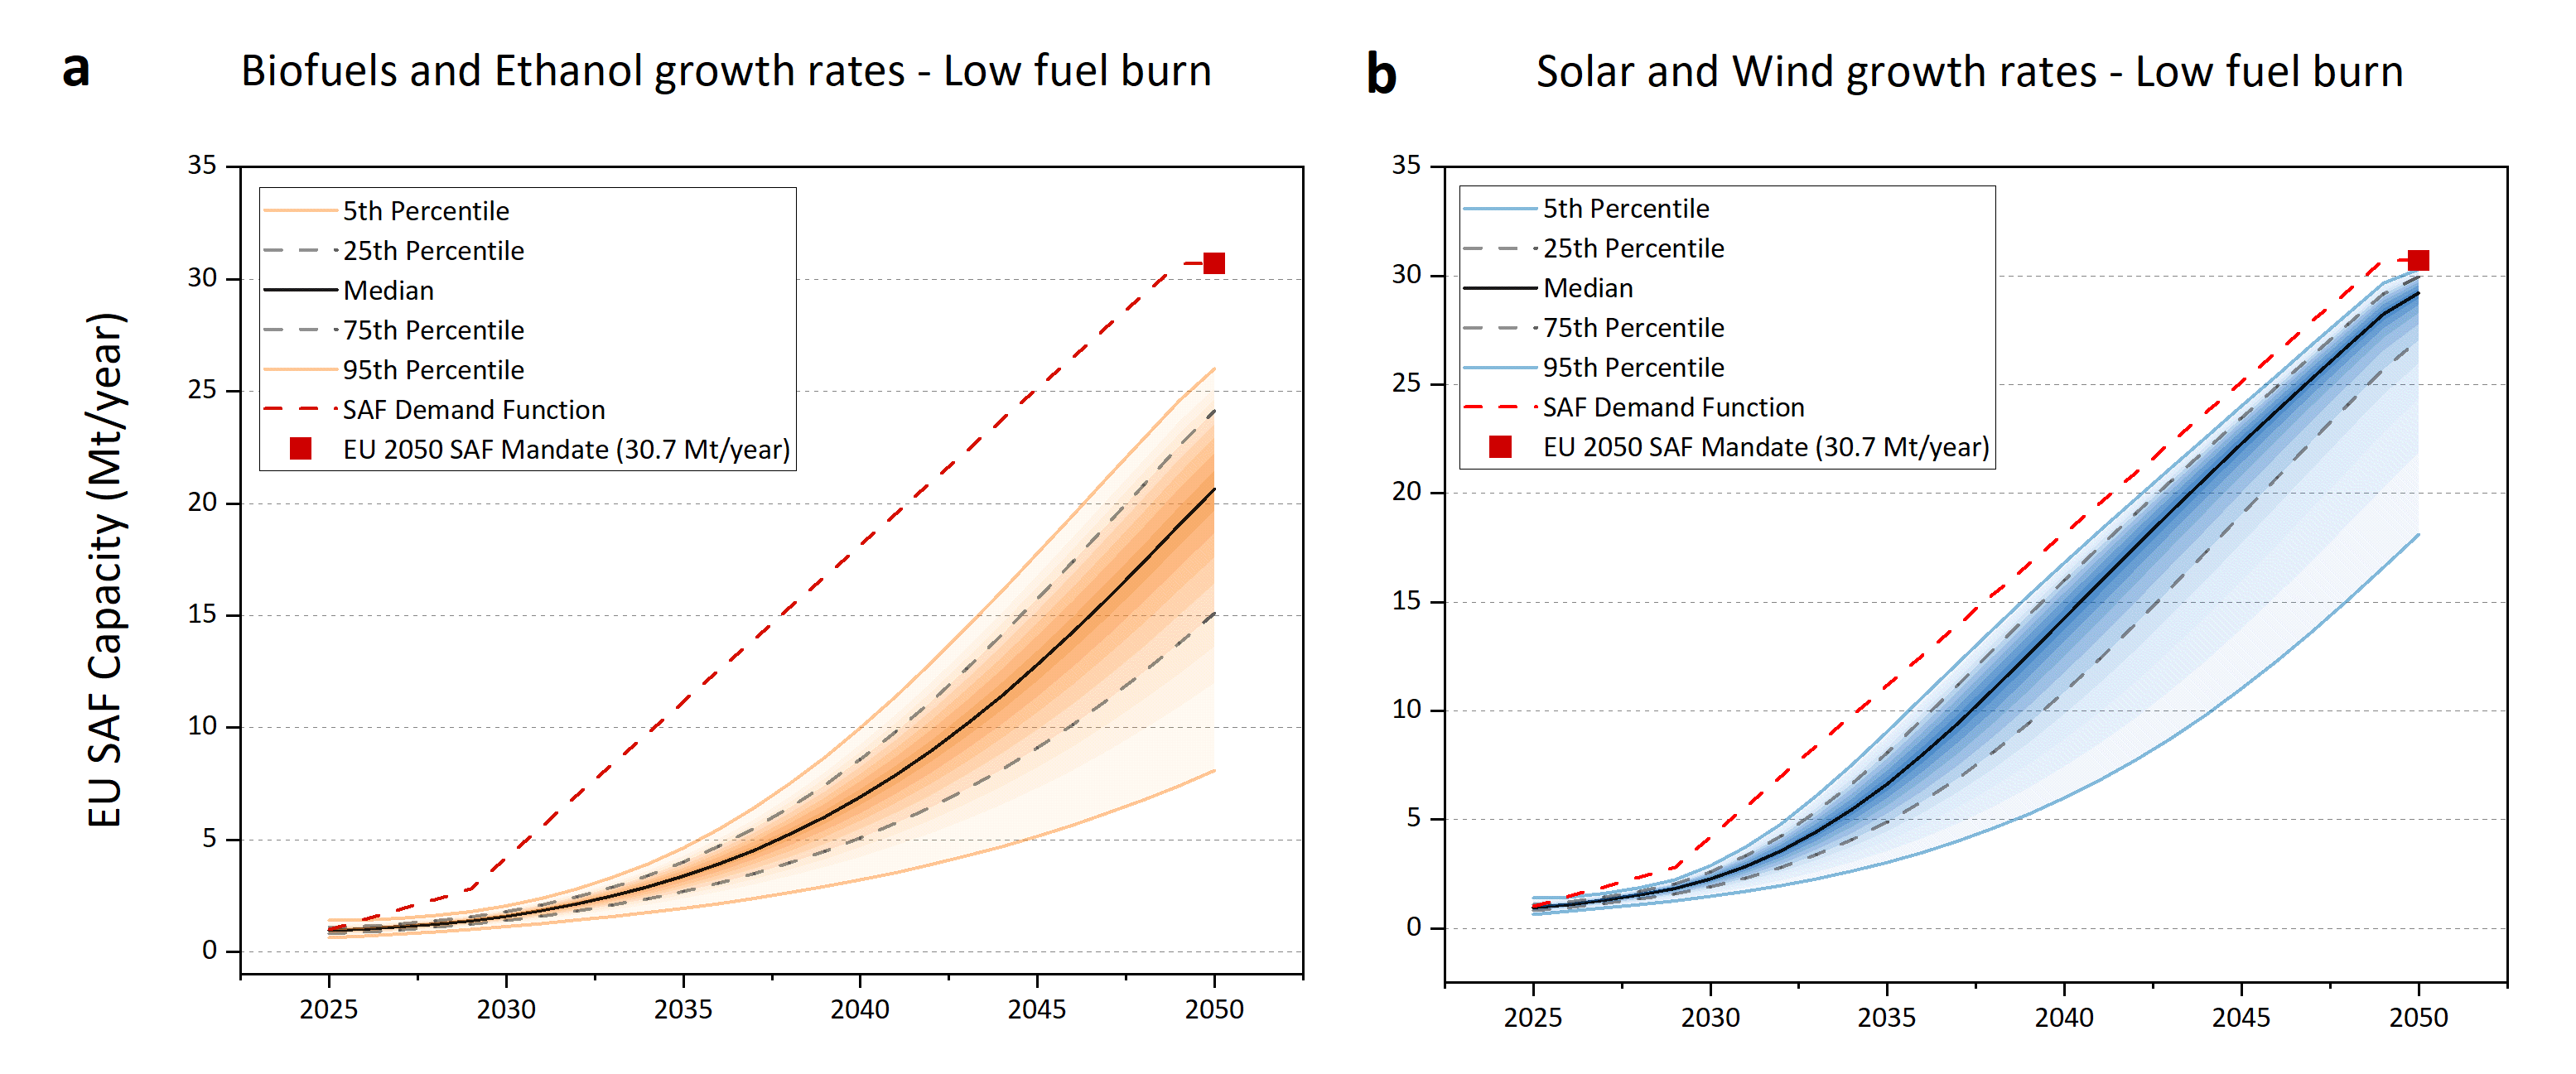 a
Biofuels and Ethanol growth rates - Low fuel burn
EU SAF Capacity (Mt/year)
35
30
25
20
15
10
5
0
5th Percentile
25th Percentile
Median
75th Percentile
95th Percentile
SAF Demand Function
EU 2050 SAF Mandate (30.7 Mt/year)
2025 2030 2035 2040 2045 2050
b
Solar and Wind growth rates - Low fuel burn
35
30
25
20
15
10
5
0
5th Percentile
25th Percentile
Median
75th Percentile
95th Percentile
SAF Demand Function
EU 2050 SAF Mandate (30.7 Mt/year)
2025 2030 2035 2040 2045 2050